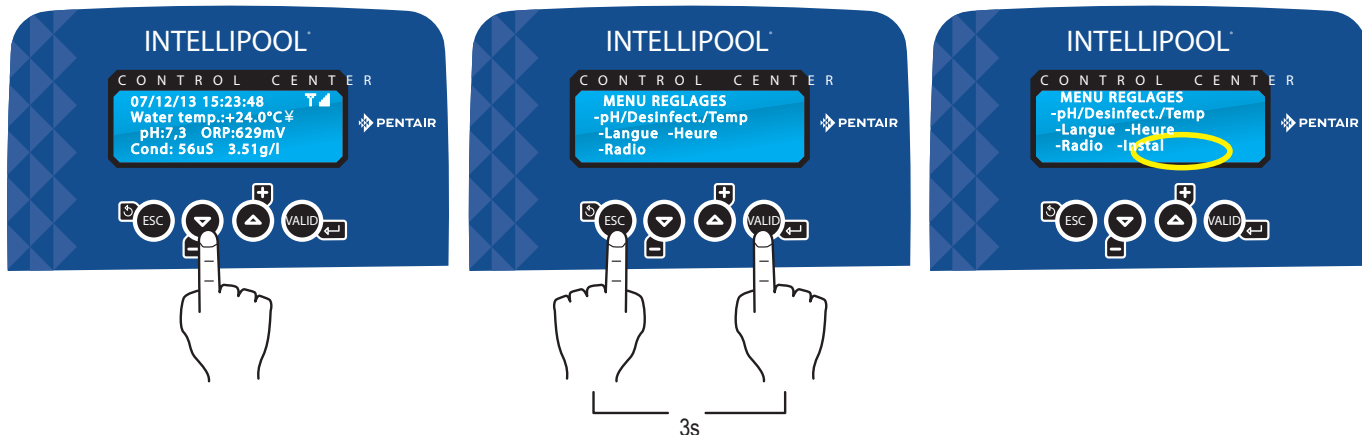 INTELLIPOOL
CONTROL CENTER
07/12/13 15:23:48
Water temp.:+24.0°C¥
pH:7,3 ORP:629mV
Cond: 56uS 3.51g/l
PENTAIR
ESC
VALID
INTELLIPOOL
CONTROL CENTER
MENU REGLAGES
-pH/Desinfect./Temp
-Langue -Heure
-Radio
PENTAIR
ESC
VALID
3s
INTELLIPOOL
CONTROL CENTER
MENU REGLAGES
-pH/Desinfect./Temp
-Langue -Heure
-Radio -Instal
PENTAIR
ESC
VALID